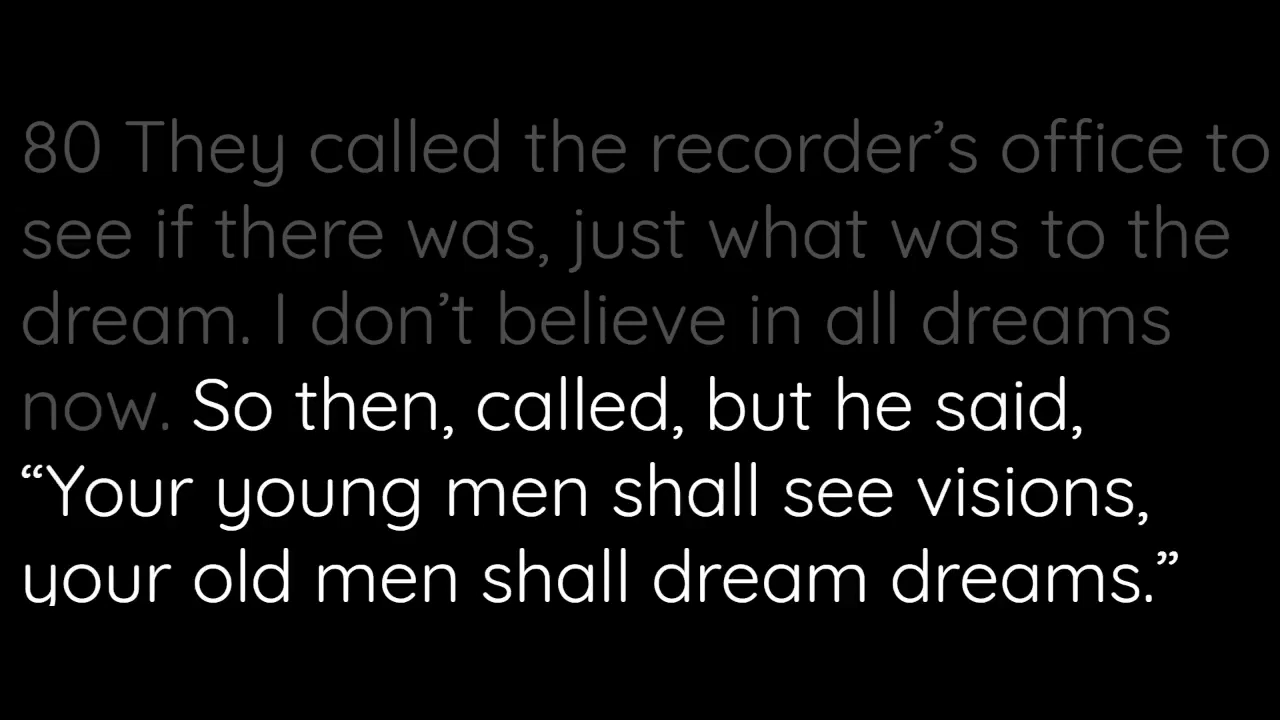 80 They called the recorder’s office to
see if there was, just what was to the
dream. I don’t believe in all dreams
now. So then, called, but he said,
“Your young men shall see visions,
your old men shall dream dreams.”